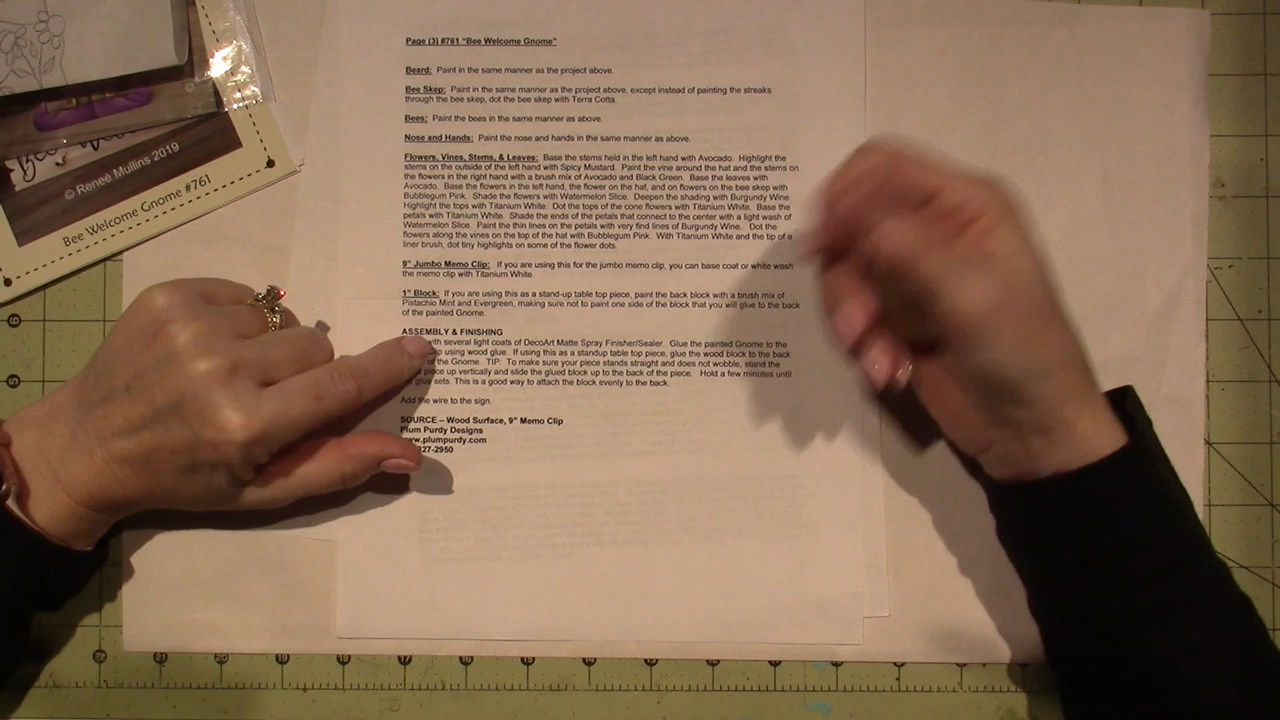 Page (3) #761 "Bee Welcome Gnome"
Beard: Paint in the same manner as the project above.
Bee Skep: Paint in the same manner as the project above, except instead of painting the streaks
through the bee skep, dot the bee skep with Terra Cotta.
Bees: Paint the bees in the same manner as above.
Nose and Hands: Paint the nose and hands in the same manner as above.
Flowers, Vines, Stems, & Leaves: Base the stems held in the left hand with Avocado. Highlight the
stems on the outside of the left hand with Spicy Mustard. Paint the vine around the hat and the stems on
the flowers in the right hand with a brush mix of Avocado and Black Green. Base the leaves with
Avocado. Base the flowers in the left hand, the flower on the hat, and on flowers on the bee skep with
Bubblegum Pink. Shade the flowers with Watermelon Slice. Deepen the shading with Burgundy Wine
Highlight the tops with Titanium White. Dot the tops of the cone flowers with Titanium White. Base the
petals with Titanium White. Shade the ends of the petals that connect to the center with a light wash of
Watermelon Slice. Paint the thin lines on the petals with very find lines of Burgundy Wine. Dot the
flowers along the vines on the top of the hat with Bubblegum Pink. With Titanium White and the tip of a
liner brush, dot tiny highlights on some of the flower dots.
9" Jumbo Memo Clip: If you are using this for the jumbo memo clip, you can base coat or white wash
the memo clip with Titanium White.
1" Block: If you are using this as a stand-up table top piece, paint the back block with a brush mix of
Pistachio Mint and Evergreen, making sure not to paint one side of the block that you will glue to the back
of the painted Gnome.
ASSEMBLY & FINISHING
with several light coats of DecoArt Matte Spray Finisher/Sealer. Glue the painted Gnome to the
using wood glue. If using this as a standup table top piece, glue the wood block to the back
of the Gnome. TIP: To make sure your piece stands straight and does not wobble, stand the
piece up vertically and slide the glued block up to the back of the piece. Hold a few minutes until
glue sets. This is a good way to attach the block evenly to the back.
Add the wire to the sign.
SOURCE – Wood Surface, 9" Memo Clip
Plum Purdy Designs
www.plumpurdy.com
127-2950
© Reneé Mullins 2019
Bee Welcome Gnome #761
22 21 20 19 18 17 16